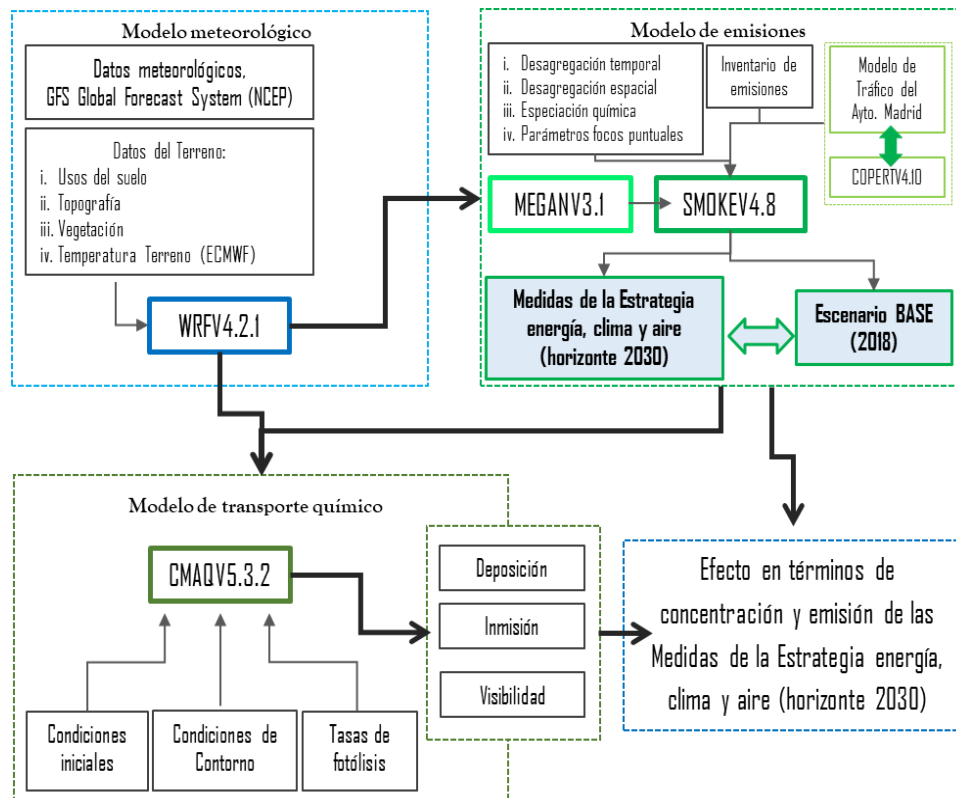 Modelo meteorológico
Datos meteorológicos,
GFS Global Forecast System (NCEP)
Datos del Terreno:
i. Usos del suelo
ii. Topografía
iii. Vegetación
iv. Temperatura Terreno (ECMWF)
WRFV4.2.1
Modelo de emisiones
i. Desagregación temporal
ii. Desagregación espacial
iii. Especiación química
iv. Parámetros focos puntuales
Inventario de
emisiones
Modelo de
Tráfico del
Ayto. Madrid
COPERTV4.10
MEGANV3.1
SMOKEV4.8
Medidas de la Estrategia
energía, clima y aire
(horizonte 2030)
Escenario BASE
(2018)
Modelo de transporte químico
CMAQV5.3.2
Condiciones
iniciales
Condiciones de
Contorno
Tasas de
fotólisis
Deposición
Inmisión
Visibilidad
Efecto en términos de
concentración y emisión de las
Medidas de la Estrategia energía,
clima y aire (horizonte 2030)